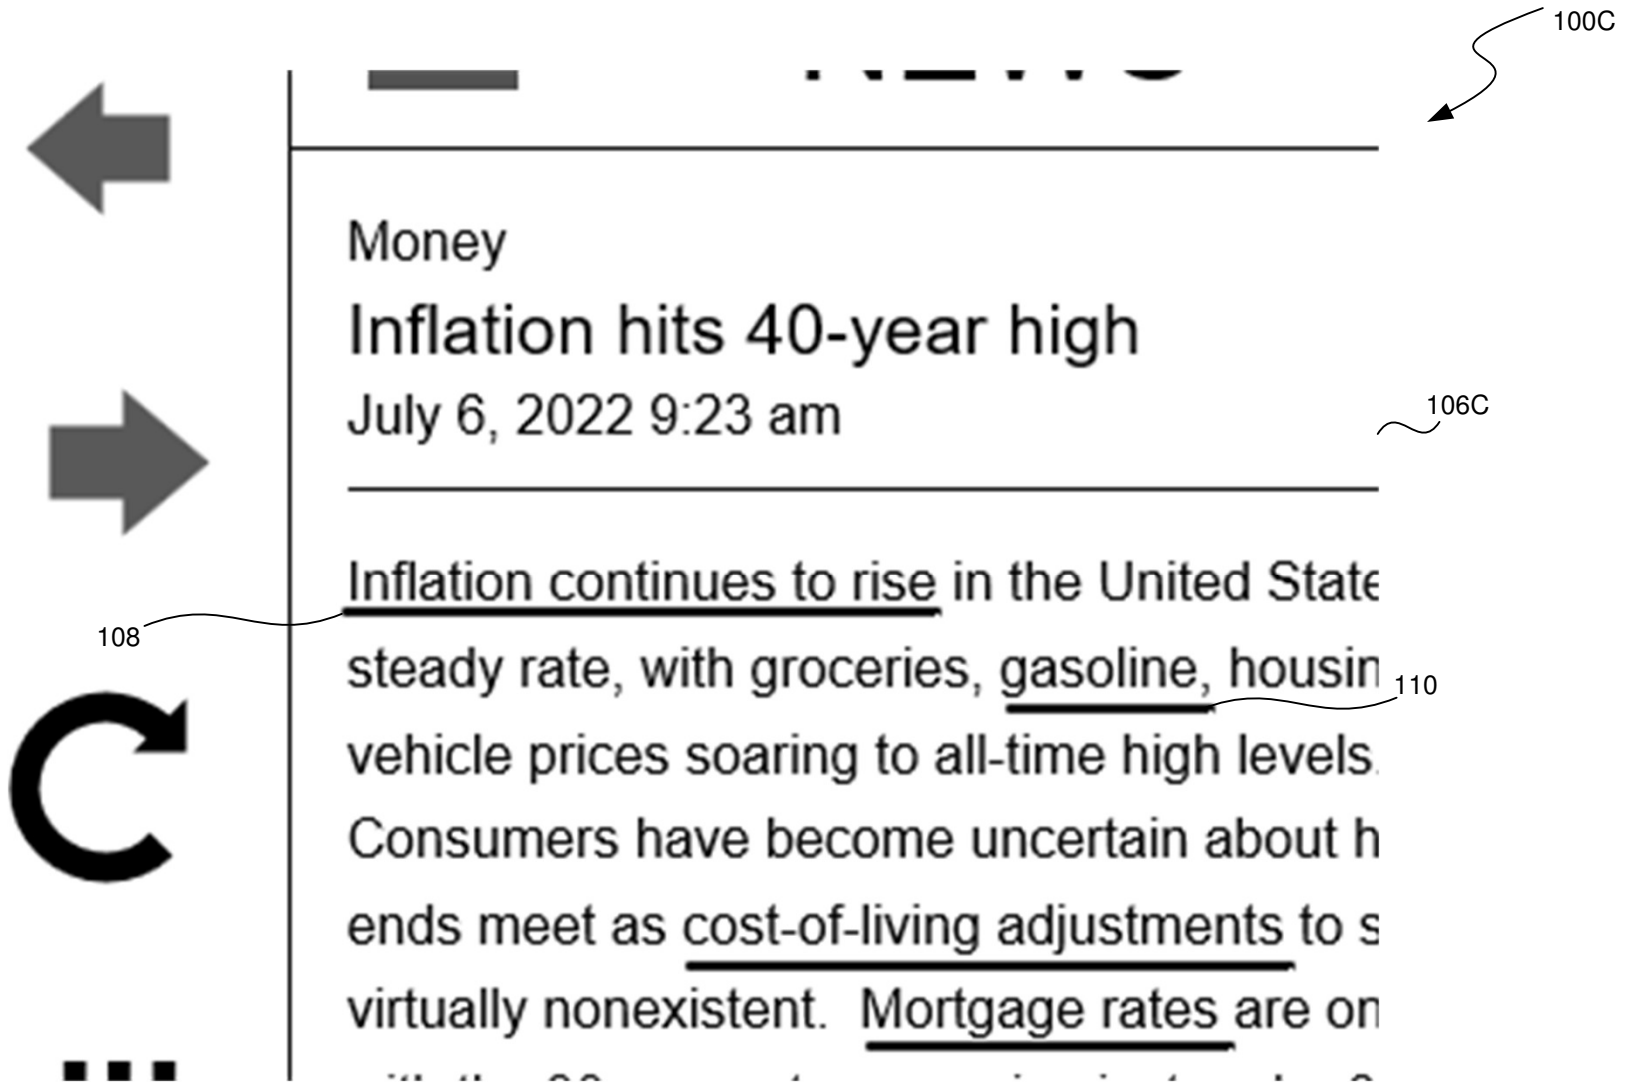 100C
NEWS
Money
Inflation hits 40-year high
July 6, 2022 9:23 am
106C
Inflation continues to rise in the United State
108
steady rate, with groceries, gasoline, housin
110
vehicle prices soaring to all-time high levels.
Consumers have become uncertain about h
ends meet as cost-of-living adjustments to s
virtually nonexistent. Mortgage rates are on